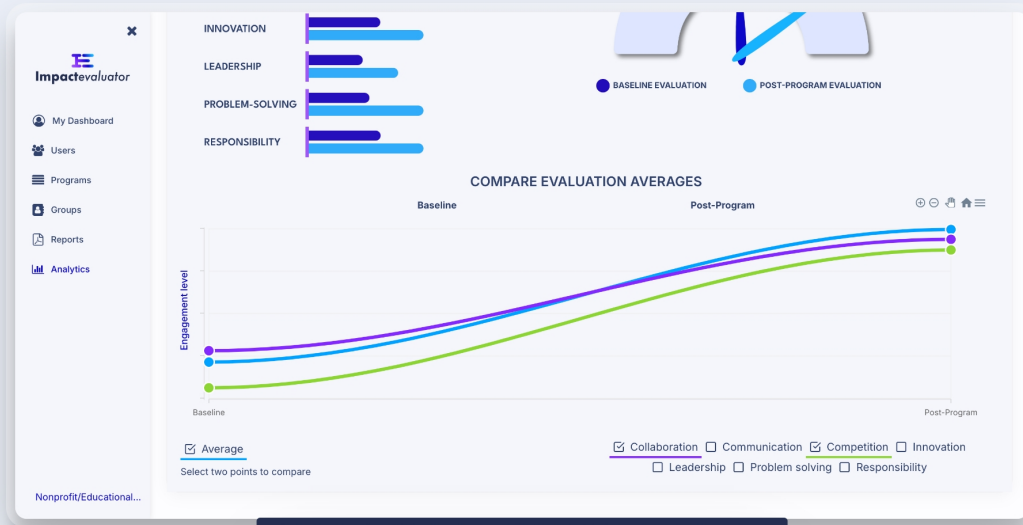 Impactevaluator
My Dashboard
Users
Programs
Groups
Reports
Analytics
Nonprofit/Educational...
INNOVATION
LEADERSHIP
PROBLEM-SOLVING
RESPONSIBILITY
BASELINE EVALUATION POST-PROGRAM EVALUATION
COMPARE EVALUATION AVERAGES
Baseline Post-Program
Engagement level
Baseline Post-Program
Average
Select two points to compare
Collaboration Communication Competition Innovation
Leadership Problem solving Responsibility